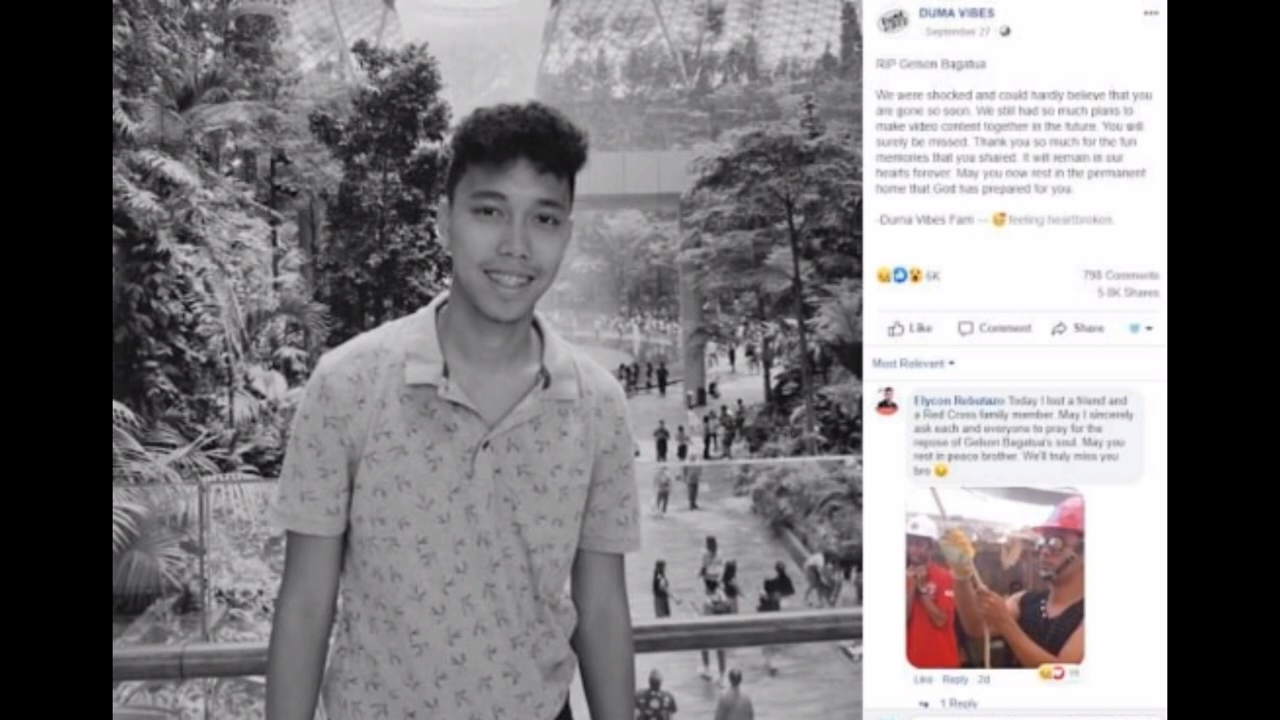 DUMA VIBES
September 27
RIP Gelson Bagatua
We were shocked and could hardly believe that you
are gone so soon. We still had so much plans to
make video content together in the future. You will
surely be missed. Thank you so much for the fun
memories that you shared. It will remain in our
hearts forever. May you now rest in the permanent
home that God has prepared for you.
-Duma Vibes Fam — feeling heartbroken.
6K
798 Comments
5.8K Shares
Like Comment Share
Most Relevant
Elycon Rebutazo Today I lost a friend and
a Red Cross family member. May I sincerely
ask each and everyone to pray for the
repose of Gelson Bagatua's soul. May you
rest in peace brother. We'll truly miss you
bro
Like · Reply · 2d
1 Reply